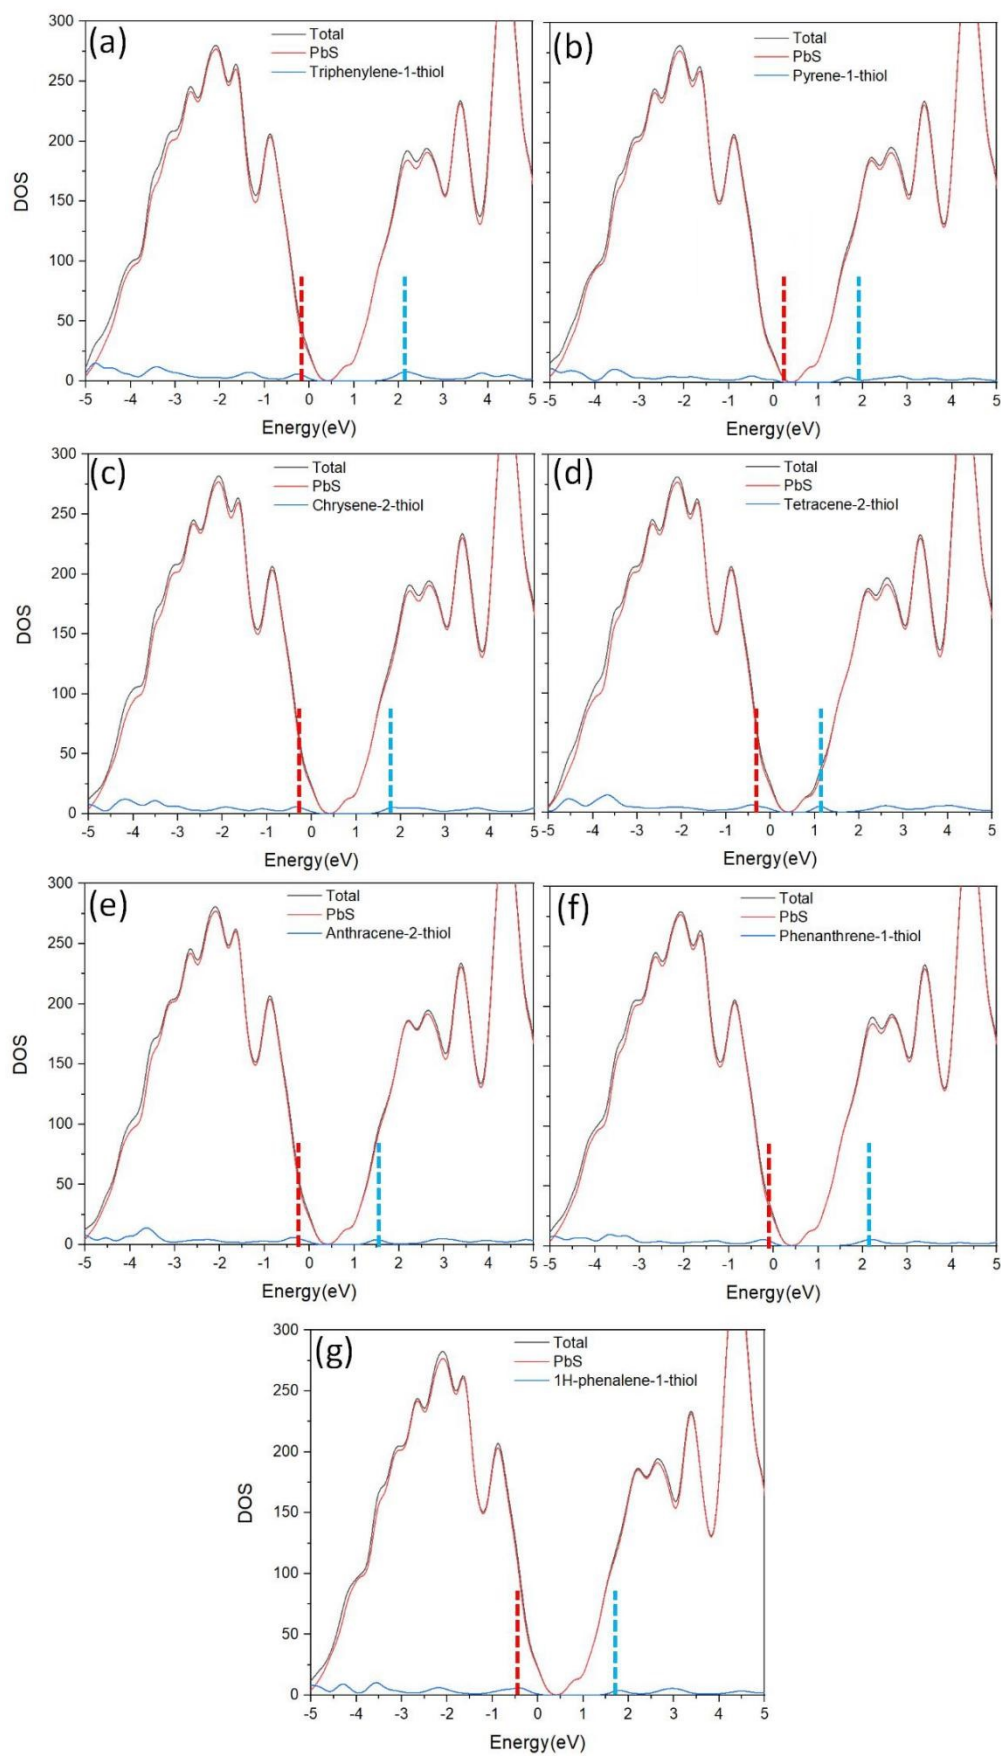 (a)
Total
PbS
Triphenylene-1-thiol
300
250
200
150
100
50
0
DOS
-5 -4 -3 -2 -1 0 1 2 3 4 5
Energy(eV)
(b)
Total
PbS
Pyrene-1-thiol
-5 -4 -3 -2 -1 0 1 2 3 4 5
Energy(eV)
(c)
Total
PbS
Chrysene-2-thiol
300
250
200
150
100
50
0
DOS
-5 -4 -3 -2 -1 0 1 2 3 4 5
Energy(eV)
(d)
Total
PbS
Tetracene-2-thiol
-5 -4 -3 -2 -1 0 1 2 3 4 5
Energy(eV)
(e)
Total
PbS
Anthracene-2-thiol
300
250
200
150
100
50
0
DOS
-5 -4 -3 -2 -1 0 1 2 3 4 5
Energy(eV)
(f)
Total
PbS
Phenanthrene-1-thiol
-5 -4 -3 -2 -1 0 1 2 3 4 5
Energy(eV)
(g)
Total
PbS
1H-phenalene-1-thiol
300
250
200
150
100
50
0
DOS
-5 -4 -3 -2 -1 0 1 2 3 4 5
Energy(eV)